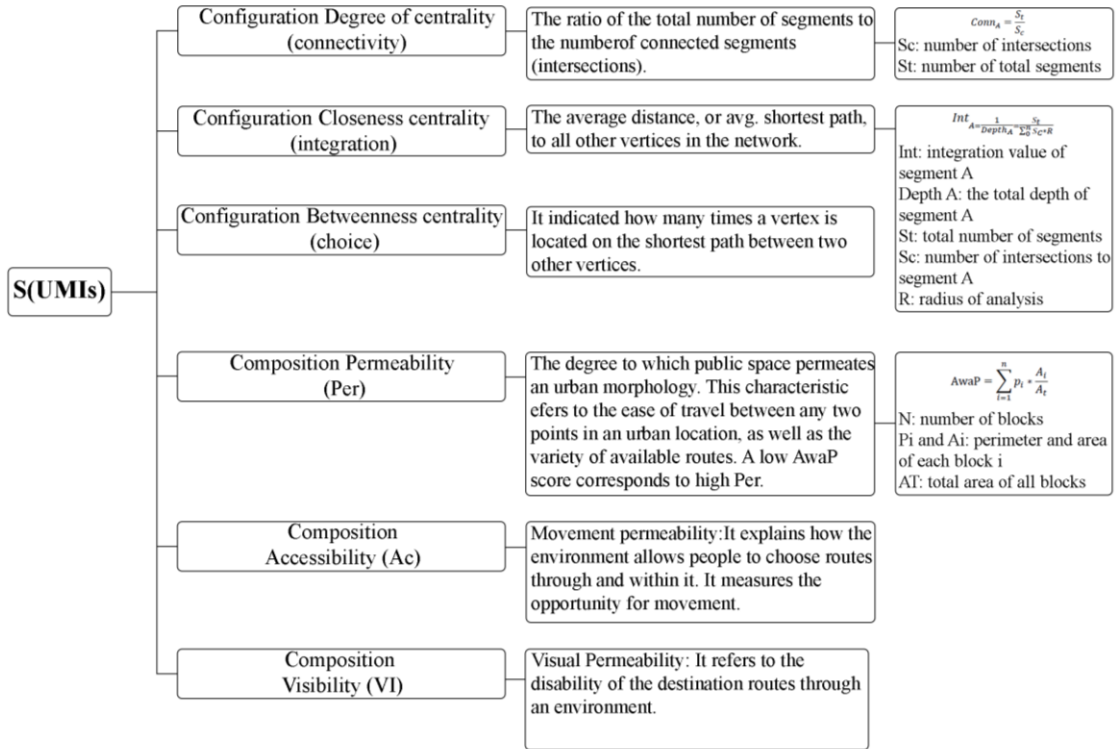 S(UMIs)
Configuration Degree of centrality
(connectivity)
The ratio of the total number of segments to
the numberof connected segments
(intersections).
Conn_A = S_t/S_c
Sc: number of intersections
St: number of total segments
Configuration Closeness centrality
(integration)
The average distance, or avg. shortest path,
to all other vertices in the network.
Int_A=1/Depth_A=S_t/∑_0^n S_C*R
Int: integration value of
segment A
Depth A: the total depth of
segment A
St: total number of segments
Sc: number of intersections to
segment A
R: radius of analysis
Configuration Betweenness centrality
(choice)
It indicated how many times a vertex is
located on the shortest path between two
other vertices.
Composition Permeability
(Per)
The degree to which public space permeates
an urban morphology. This characteristic
efers to the ease of travel between any two
points in an urban location, as well as the
variety of available routes. A low AwaP
score corresponds to high Per.
AwaP = ∑_{i=1}^n p_i * A_i/A_t
N: number of blocks
Pi and Ai: perimeter and area
of each block i
AT: total area of all blocks
Composition
Accessibility (Ac)
Movement permeability:It explains how the
environment allows people to choose routes
through and within it. It measures the
opportunity for movement.
Composition
Visibility (VI)
Visual Permeability: It refers to the
disability of the destination routes through
an environment.